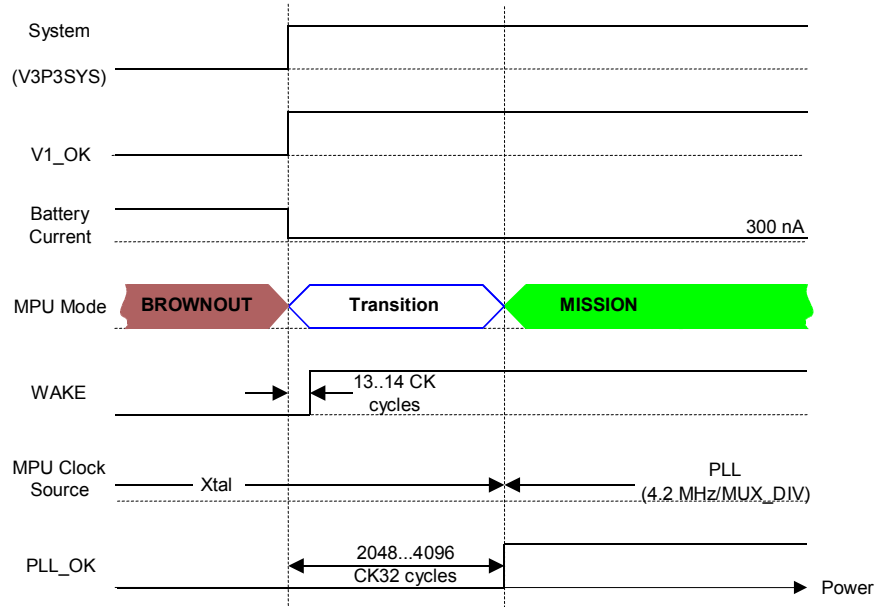 System
(V3P3SYS)
V1_OK
Battery
Current
300 nA
MPU Mode
BROWNOUT
Transition
MISSION
WAKE
13..14 CK
cycles
MPU Clock
Source
Xtal
PLL
(4.2 MHz/MUX_DIV)
PLL_OK
2048...4096
CK32 cycles
Power